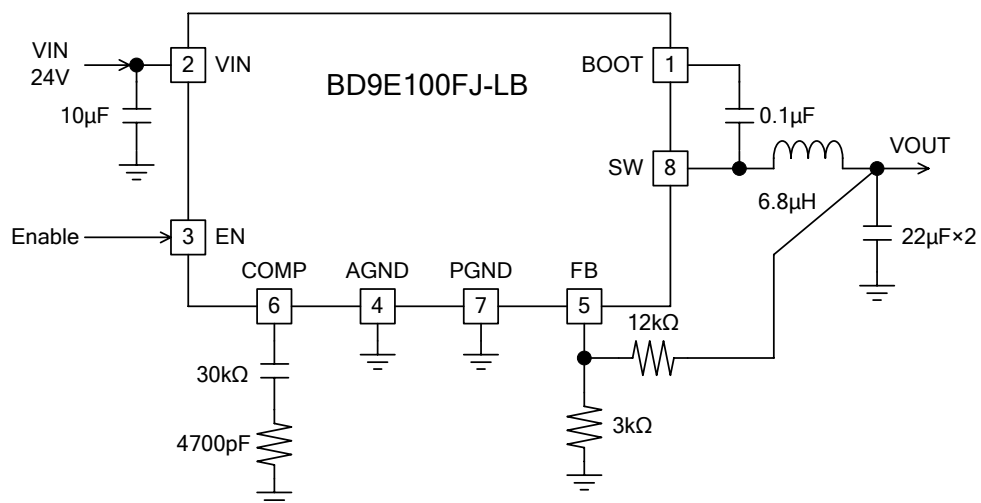 VIN
24V
2
VIN
BD9E100FJ-LB
BOOT
1
10µF
0.1µF
VOUT
SW
8
6.8µH
Enable
3
EN
22µF×2
COMP
AGND
PGND
FB
6
4
7
5
12kΩ
30kΩ
4700pF
3kΩ